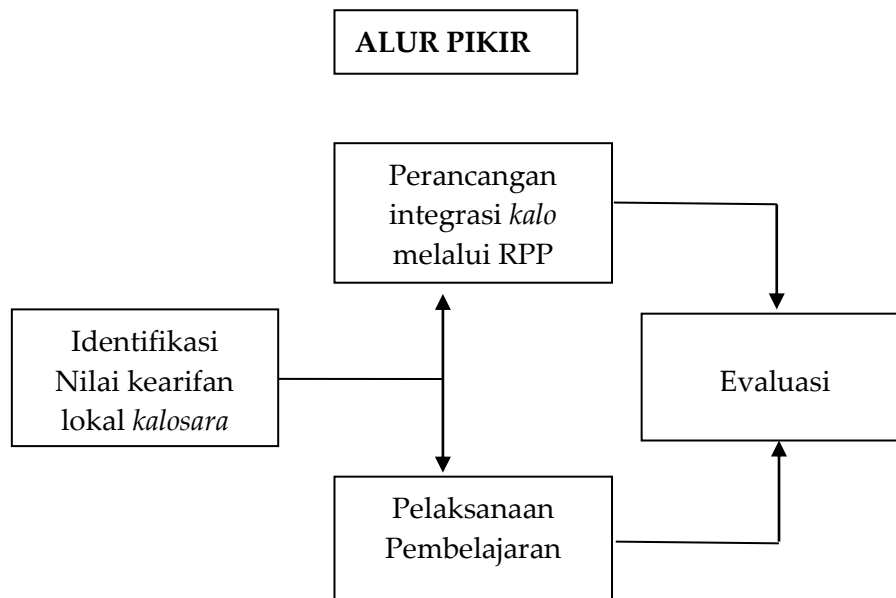 ALUR PIKIR
Perancangan
integrasi kalo
melalui RPP
Identifikasi
Nilai kearifan
lokal kalosara
Evaluasi
Pelaksanaan
Pembelajaran